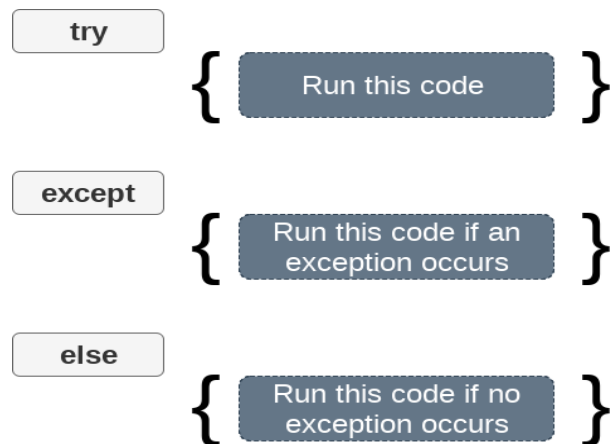 try
{ Run this code }
except
{ Run this code if an
exception occurs }
else
{ Run this code if no
exception occurs }